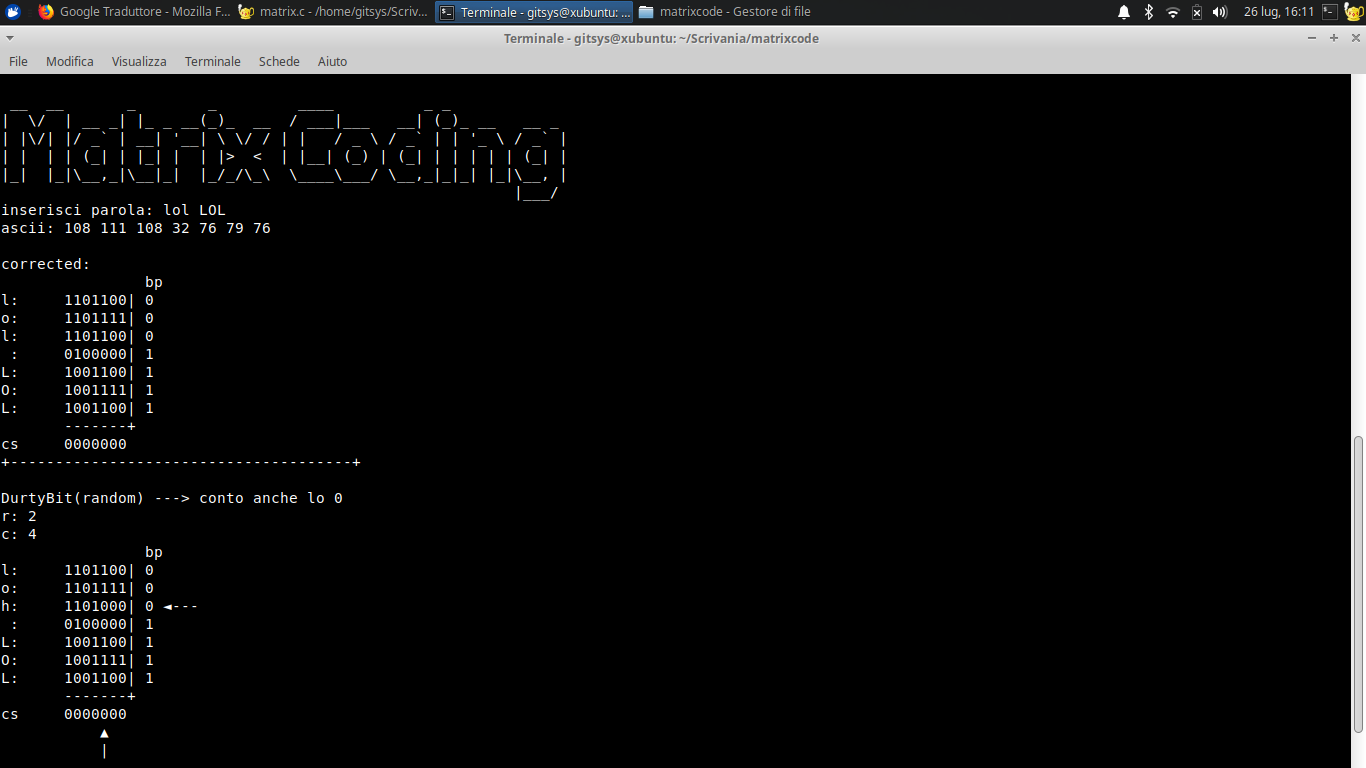 Google Traduttore - Mozilla F... matrix.c - /home/gitsys/Scriv... Terminale - gitsys@xubuntu: ... matrixcode - Gestore di file 26 lug, 16:11
Terminale - gitsys@xubuntu: ~/Scrivania/matrixcode
File Modifica Visualizza Terminale Schede Aiuto
Matrix Coding
inserisci parola: lol LOL
ascii: 108 111 108 32 76 79 76
corrected:
bp
l: 1101100| 0
o: 1101111| 0
l: 1101100| 0
 : 0100000| 1
L: 1001100| 1
O: 1001111| 1
L: 1001100| 1
-------+
cs 0000000
+--------------------------------------+
DurtyBit(random) ---> conto anche lo 0
r: 2
c: 4
bp
l: 1101100| 0
o: 1101111| 0
h: 1101000| 0 ◄---
 : 0100000| 1
L: 1001100| 1
O: 1001111| 1
L: 1001100| 1
-------+
cs 0000000
▲
|